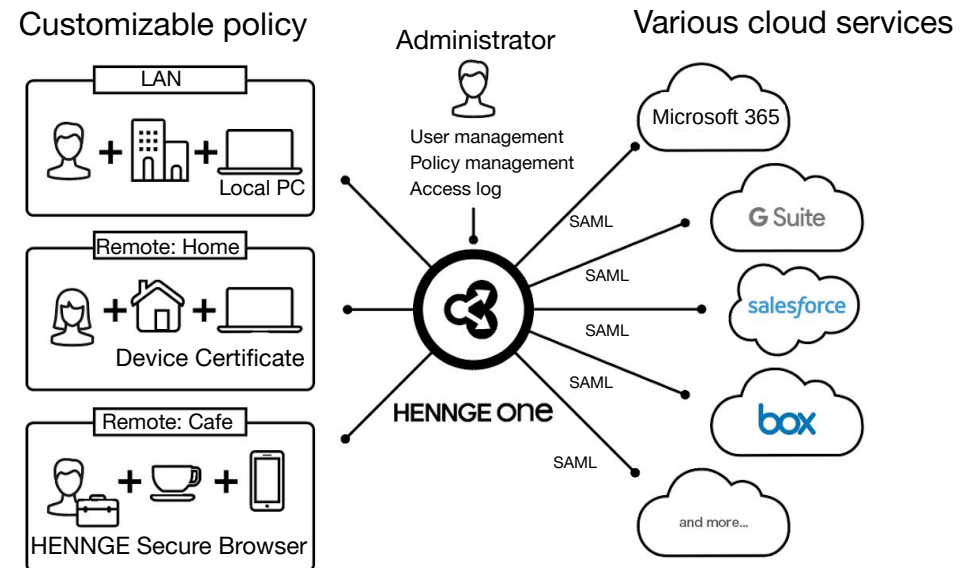 Customizable policy
Administrator
Various cloud services
LAN
Local PC
Remote: Home
Device Certificate
Remote: Cafe
HENNGE Secure Browser
User management
Policy management
Access log
HENNGE one
SAML
SAML
SAML
SAML
SAML
Microsoft 365
G Suite
salesforce
box
and more...